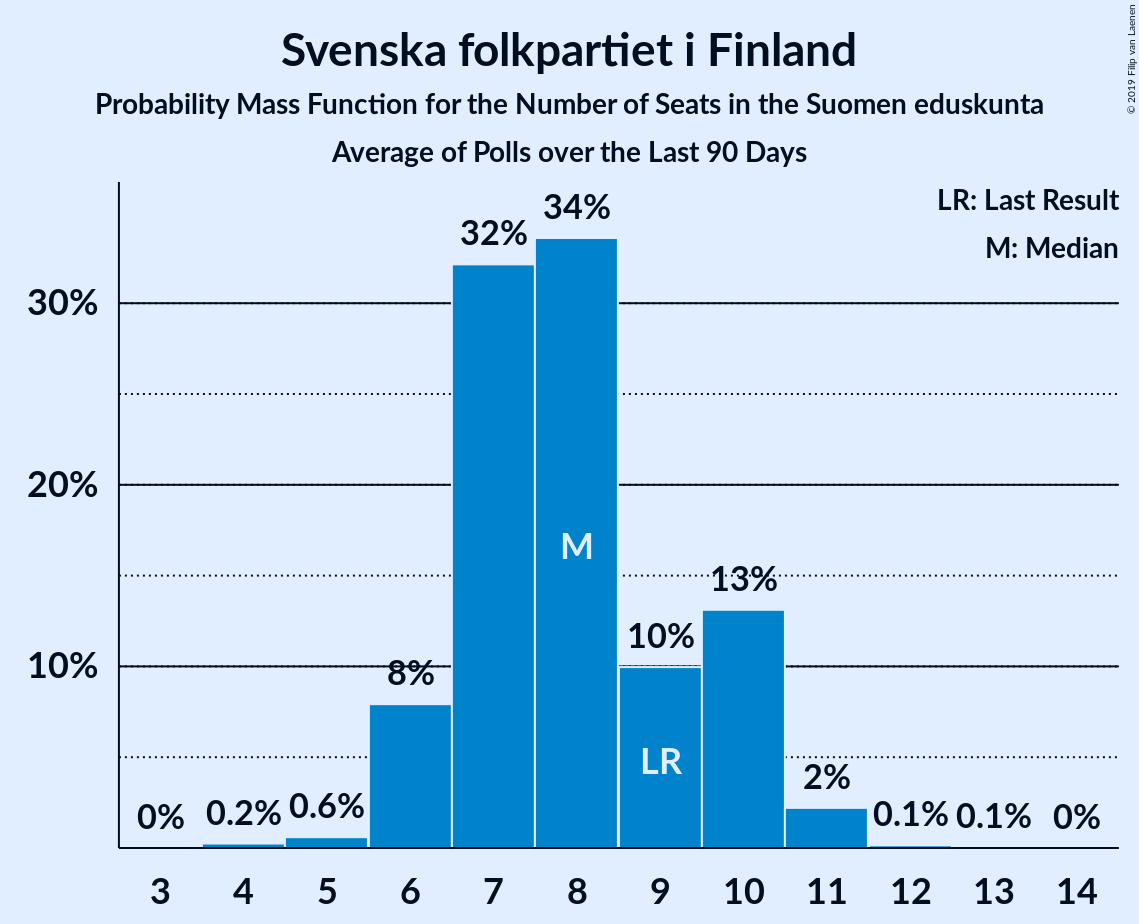 Svenska folkpartiet i Finland
Probability Mass Function for the Number of Seats in the Suomen eduskunta
Average of Polls over the Last 90 Days
© 2019 Filip van Laenen
LR: Last Result
M: Median
34%
32%
30%
20%
M
13%
10%
10%
8%
LR
2%
0% 0.2% 0.6% 0.1% 0.1% 0%
3 4 5 6 7 8 9 10 11 12 13 14